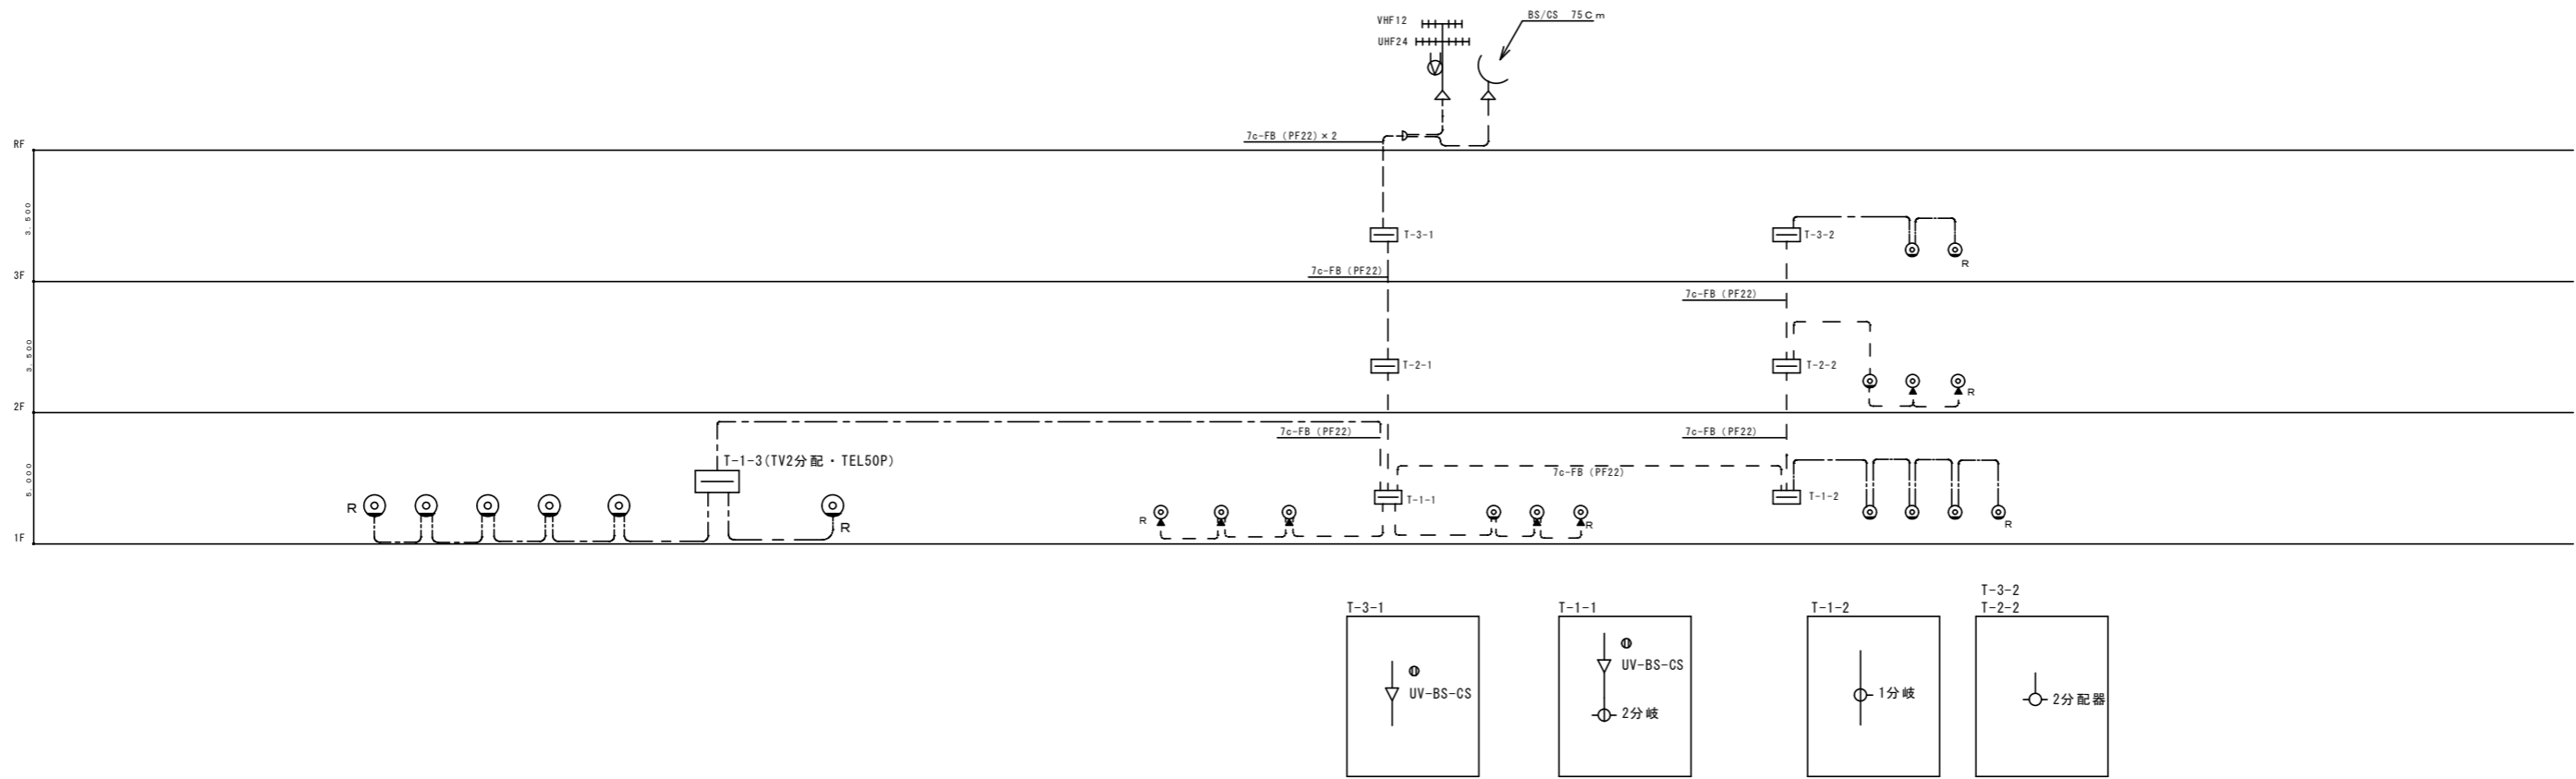 VHF12
BS/CS 75Cm
UHF24
7c-FB (PF22)×2
RF
3,500
T-3-1
T-3-2
R
3F
7c-FB (PF22)
7c-FB (PF22)
3,500
T-2-1
T-2-2
R
2F
7c-FB (PF22)
7c-FB (PF22)
T-1-3(TV2分配・TEL50P)
7c-FB (PF22)
5,000
R
R
R
T-1-1
R
T-1-2
R
1F
T-3-1
UV-BS-CS
T-1-1
UV-BS-CS
2分岐
T-1-2
1分岐
T-3-2
T-2-2
2分配器